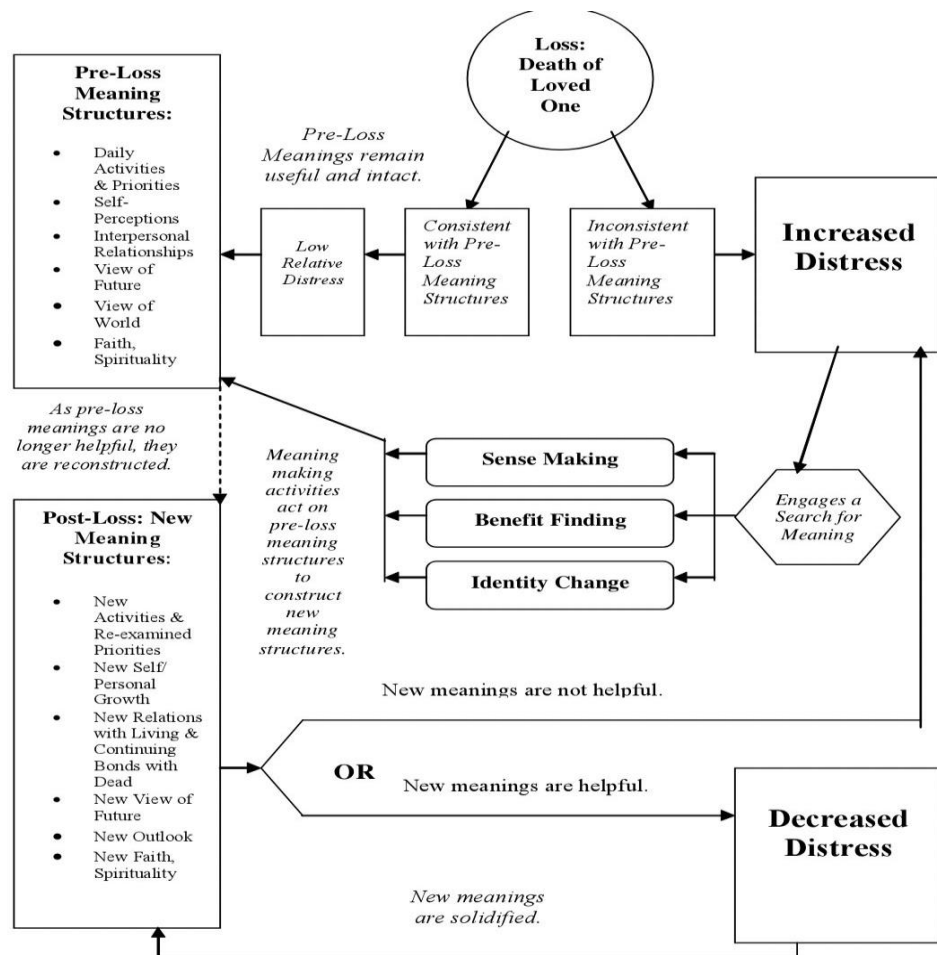 Loss:
Death of
Loved
One
Pre-Loss
Meaning
Structures:
Daily
Activities
& Priorities
Self-
Perceptions
Interpersonal
Relationships
View of
Future
View of
World
Faith,
Spirituality
Pre-Loss
Meanings remain
useful and intact.
Low
Relative
Distress
Consistent
with Pre-
Loss
Meaning
Structures
Inconsistent
with Pre-
Loss
Meaning
Structures
Increased
Distress
As pre-loss
meanings are no
longer helpful, they
are reconstructed.
Meaning
making
activities
act on
pre-loss
meaning
structures
to
construct
new
meaning
structures.
Sense Making
Benefit Finding
Identity Change
Engages a
Search for
Meaning
Post-Loss: New
Meaning
Structures:
New
Activities &
Re-examined
Priorities
New Self/
Personal
Growth
New Relations
with Living &
Continuing
Bonds with
Dead
New View of
Future
New Outlook
New Faith,
Spirituality
New meanings are not helpful.
OR
New meanings are helpful.
Decreased
Distress
New meanings
are solidified.